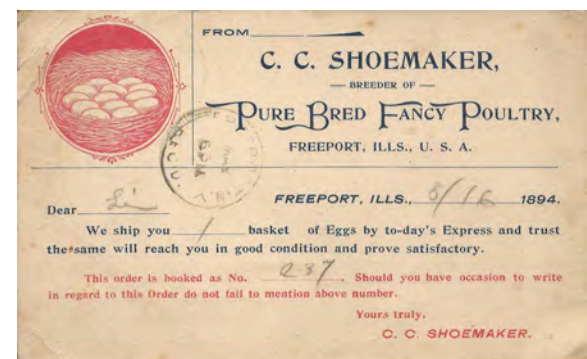 FROM
C. C. SHOEMAKER,
— BREEDER OF —
PURE BRED FANCY POULTRY,
FREEPORT, ILLS., U. S. A.
FREEPORT, ILLS., 8/16 1894.
Dear Sir
We ship you 1 basket of Eggs by to-day's Express and trust
the same will reach you in good condition and prove satisfactory.
This order is booked as No. 237. Should you have occasion to write
in regard to this Order do not fail to mention above number.
Yours truly,
C. C. SHOEMAKER.